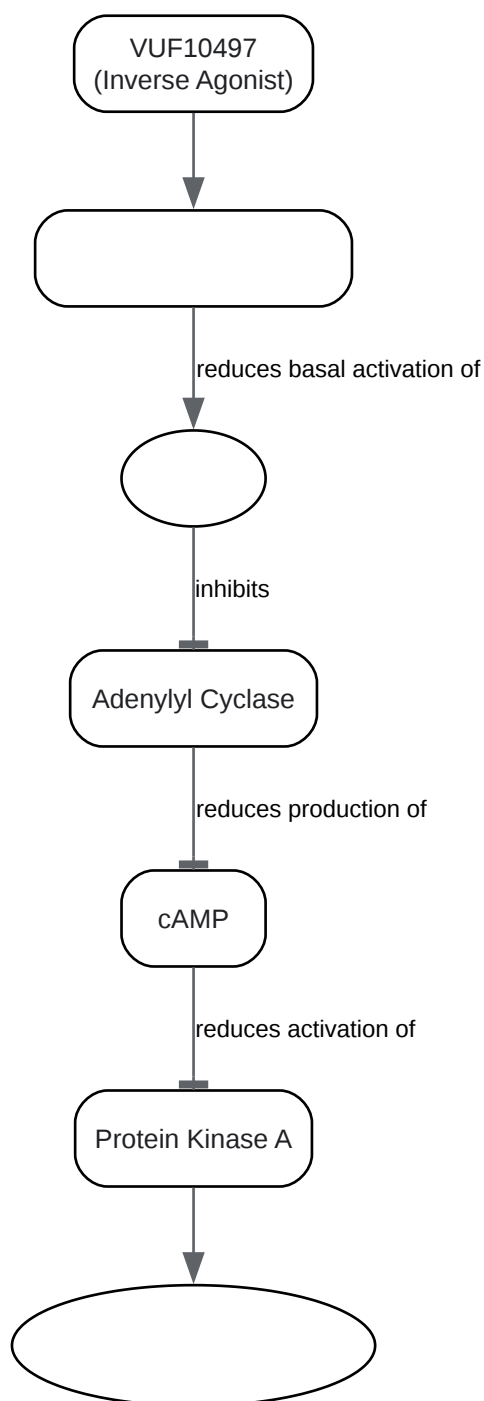 VUF10497
(Inverse Agonist)
reduces basal activation of
inhibits
Adenylyl Cyclase
reduces production of
cAMP
reduces activation of
Protein Kinase A